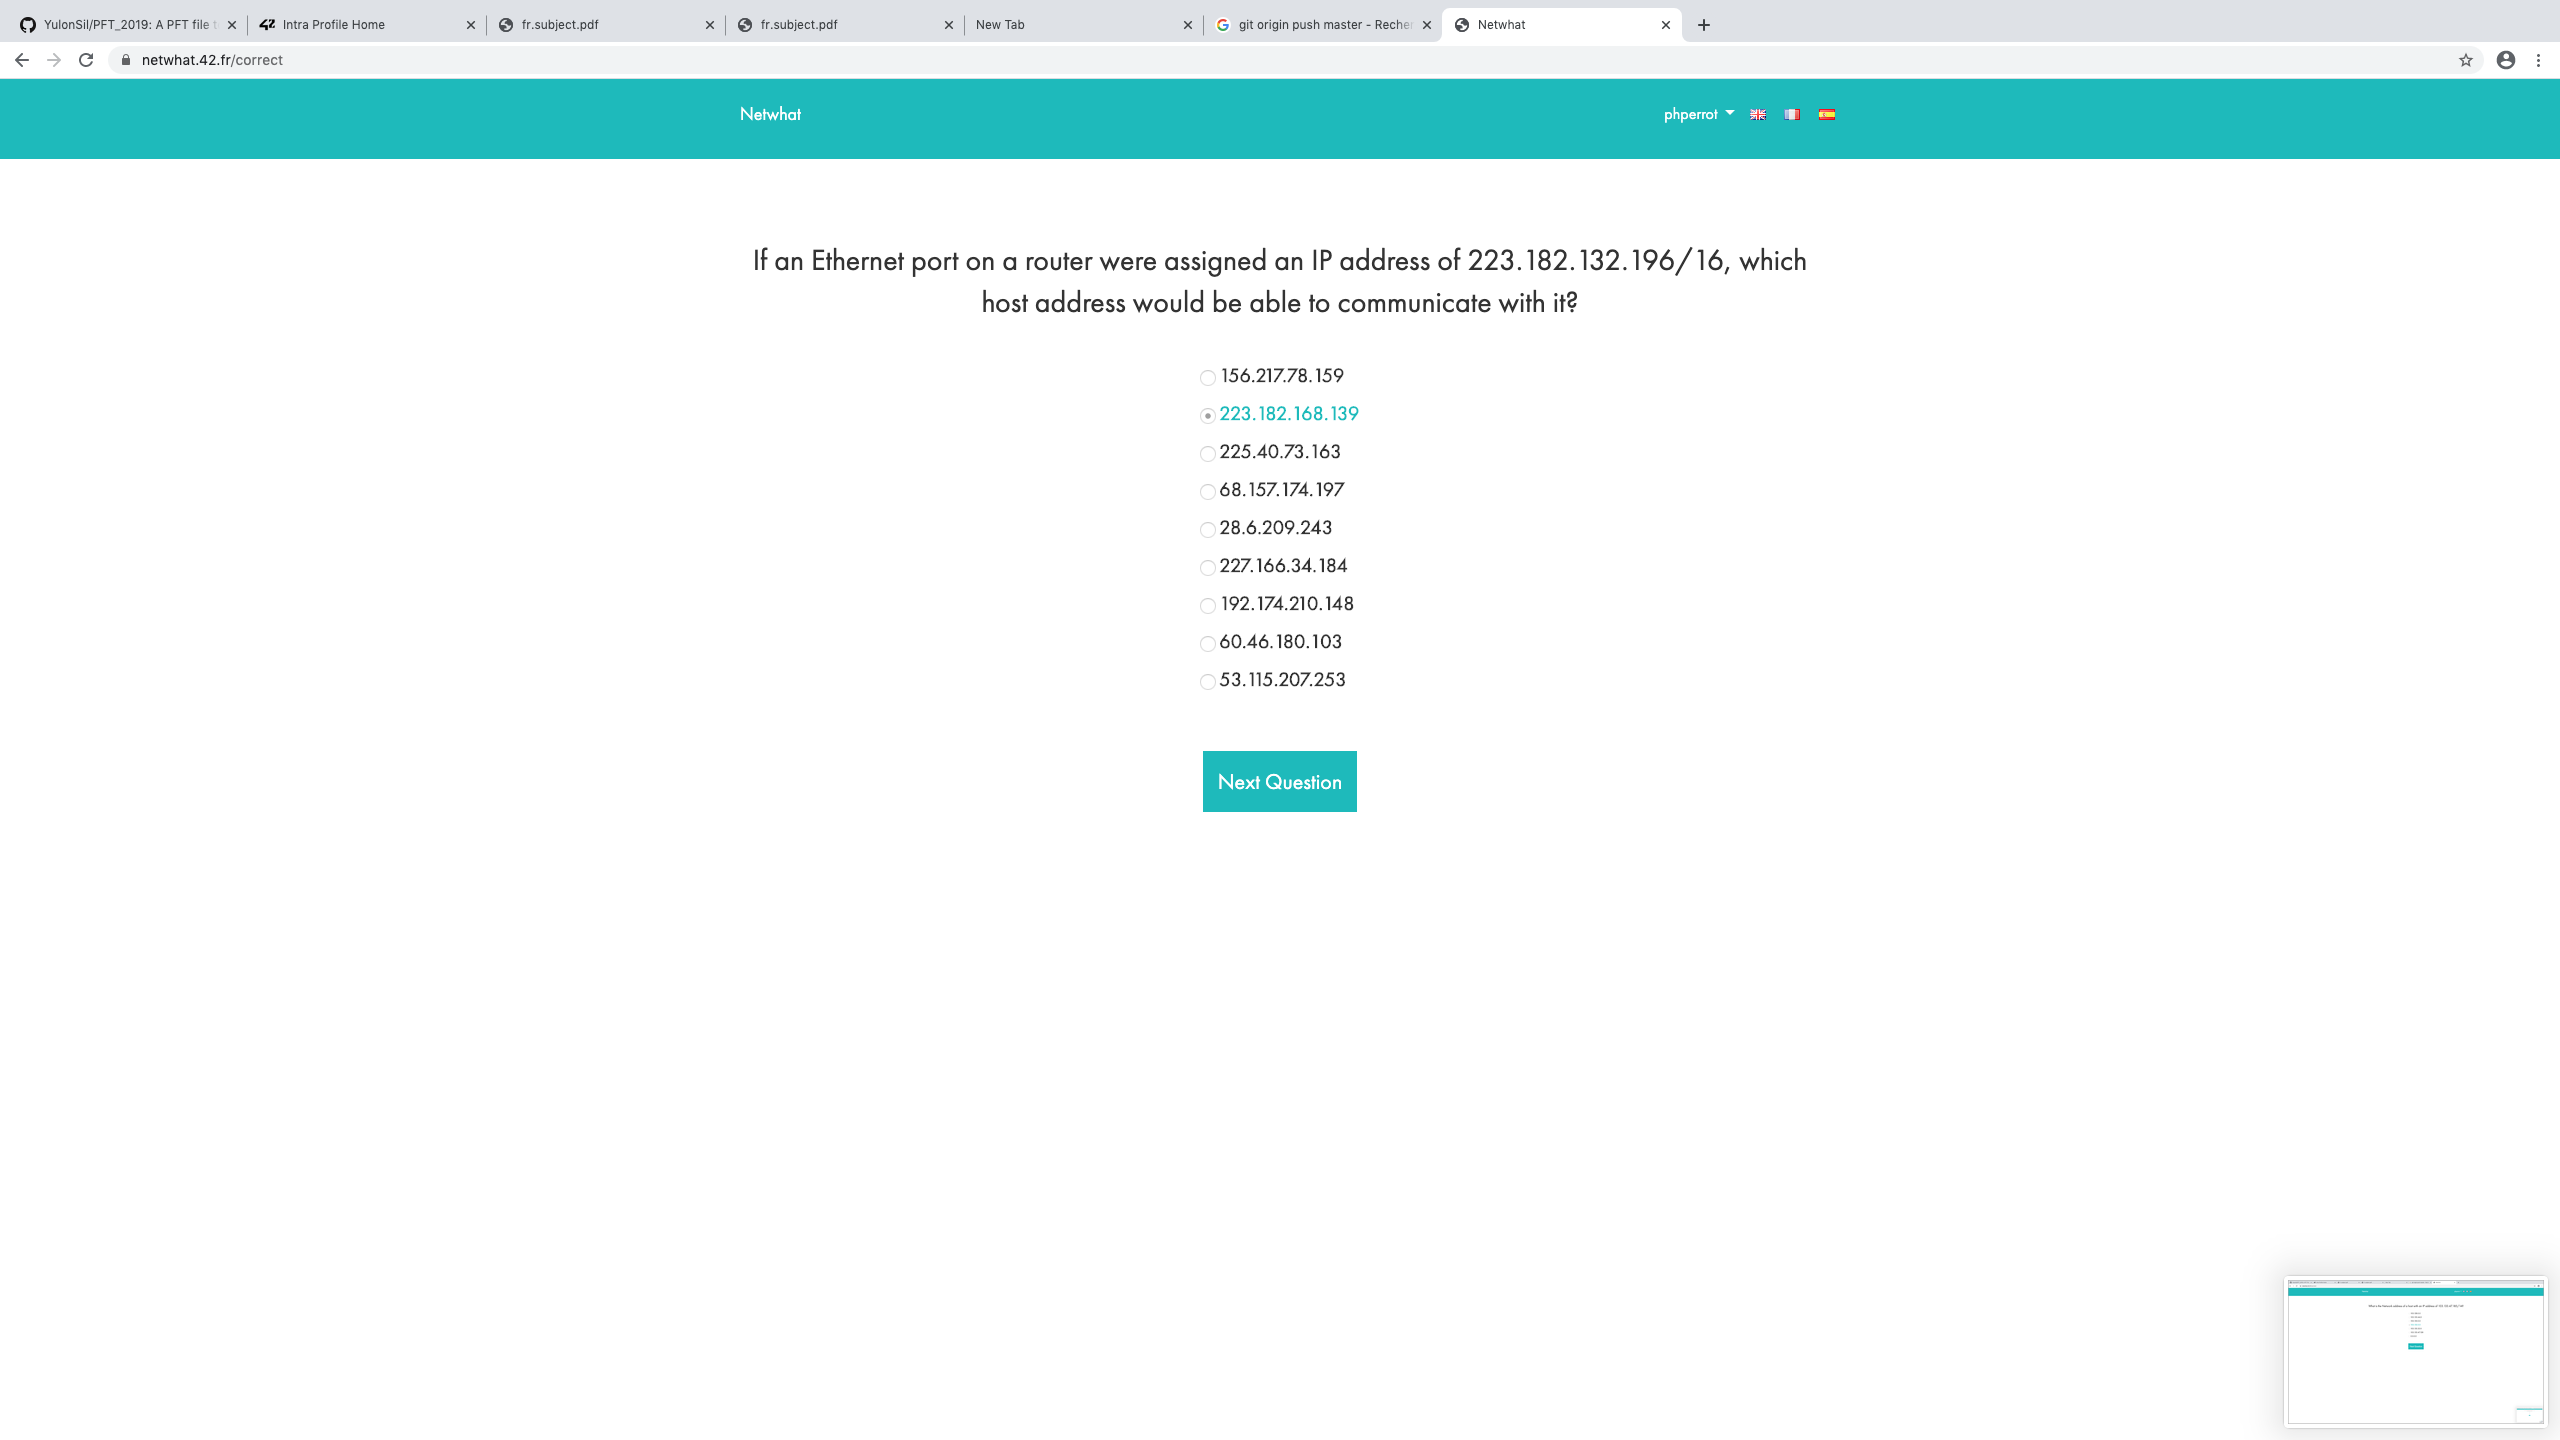 YulonSil/PFT_2019: A PFT file t
Intra Profile Home
fr.subject.pdf
fr.subject.pdf
New Tab
git origin push master - Recher
Netwhat
netwhat.42.fr/correct
Netwhat
phperrot
If an Ethernet port on a router were assigned an IP address of 223.182.132.196/16, which
host address would be able to communicate with it?
156.217.78.159
223.182.168.139
225.40.73.163
68.157.174.197
28.6.209.243
227.166.34.184
192.174.210.148
60.46.180.103
53.115.207.253
Next Question